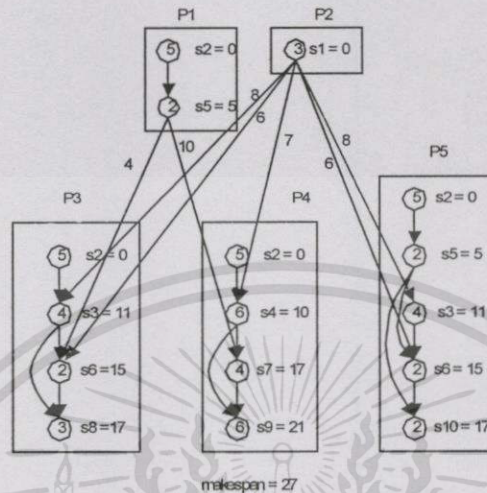 P1
P2
5 s2 = 0
3 s1 = 0
2 s5 = 5
8
6
10
7
8
4
6
P5
P3
P4
5 s2 = 0
5 s2 = 0
5 s2 = 0
2 s5 = 5
4 s3 = 11
6 s4 = 10
4 s3 = 11
2 s6 = 15
4 s7 = 17
2 s6 = 15
3 s8 = 17
6 s9 = 21
2 s10 = 17
makespan = 27